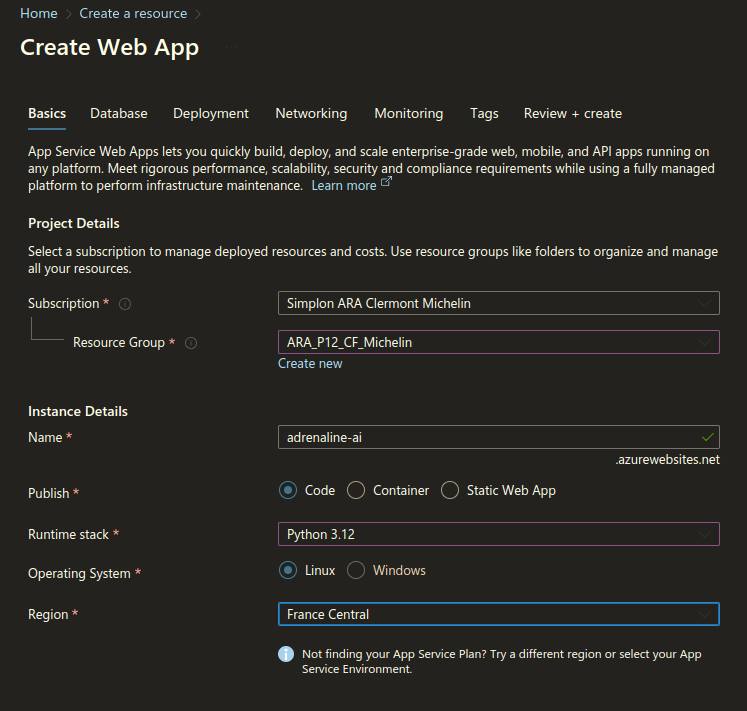 Home > Create a resource >
Create Web App ...
Basics Database Deployment Networking Monitoring Tags Review + create
App Service Web Apps lets you quickly build, deploy, and scale enterprise-grade web, mobile, and API apps running on
any platform. Meet rigorous performance, scalability, security and compliance requirements while using a fully managed
platform to perform infrastructure maintenance. Learn more
Project Details
Select a subscription to manage deployed resources and costs. Use resource groups like folders to organize and manage
all your resources.
Subscription *
Simplon ARA Clermont Michelin
Resource Group *
ARA_P12_CF_Michelin
Create new
Instance Details
Name *
adrenaline-ai
.azurewebsites.net
Publish *
Code Container Static Web App
Runtime stack *
Python 3.12
Operating System *
Linux Windows
Region *
France Central
Not finding your App Service Plan? Try a different region or select your App
Service Environment.